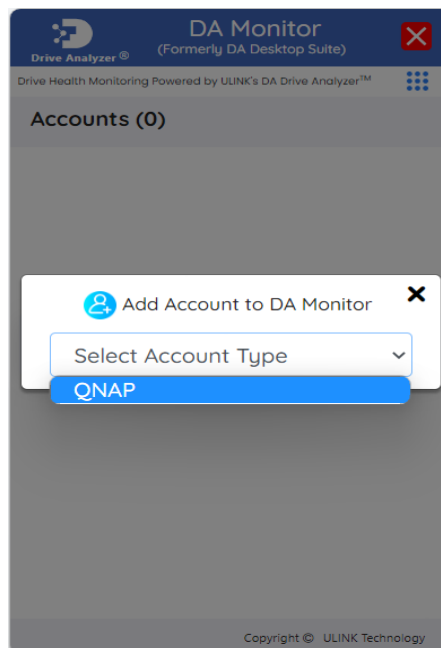 DA Monitor
(Formerly DA Desktop Suite)
Drive Analyzer ®
Drive Health Monitoring Powered by ULINK's DA Drive Analyzer™
Accounts (0)
Add Account to DA Monitor
Select Account Type
QNAP
Copyright © ULINK Technology